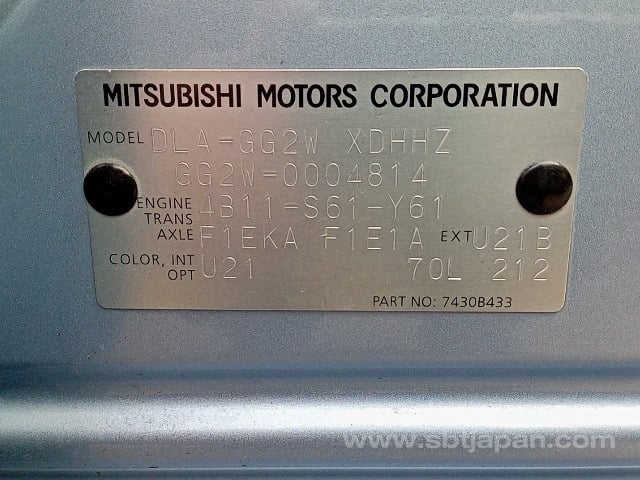 MITSUBISHI MOTORS CORPORATION
MODEL DLA-GG2W XDHHZ
GG2W-0004814
ENGINE 4B11-S61-Y61
TRANS
AXLE F1EKA F1E1A EXT U21B
COLOR, INT U21 70L 212
OPT
PART NO: 7430B433
www.sbtjapan.com